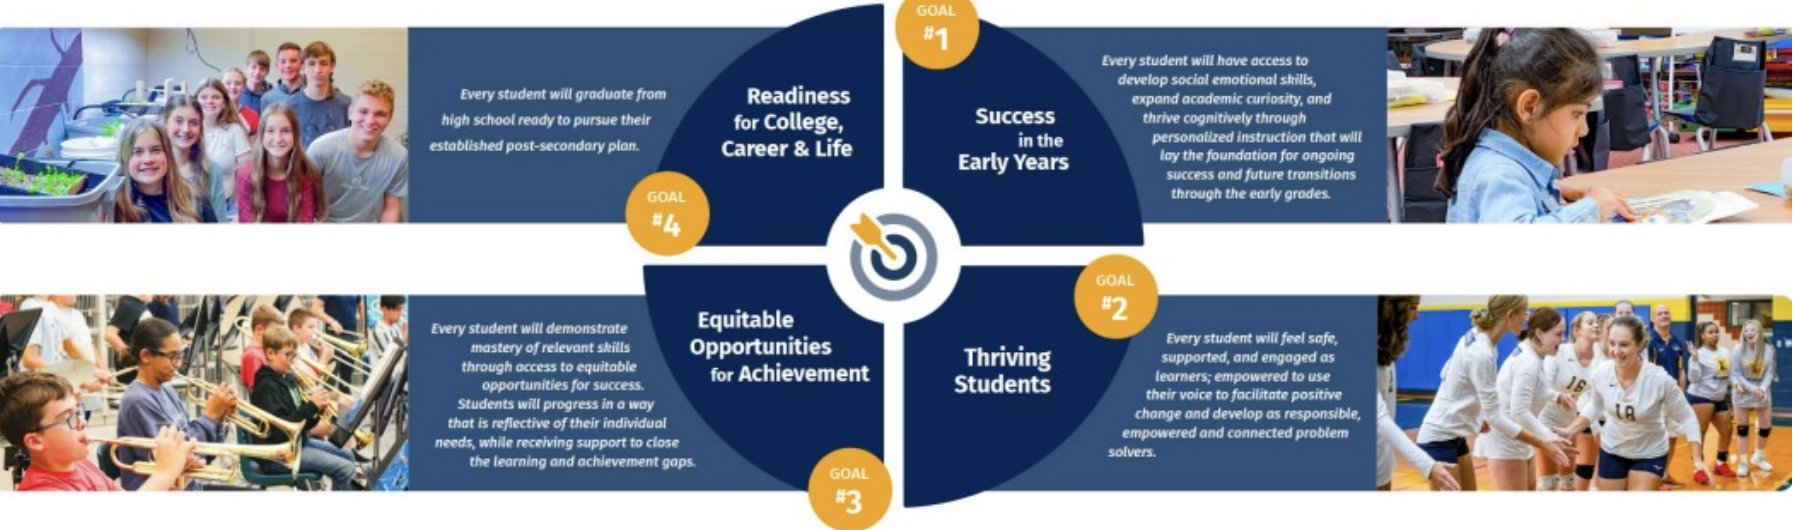 GOAL
#1
Success
in the
Early Years
Every student will have access to
develop social emotional skills,
expand academic curiosity, and
thrive cognitively through
personalized instruction that will
lay the foundation for ongoing
success and future transitions
through the early grades.
GOAL
#2
Thriving
Students
Every student will feel safe,
supported, and engaged as
learners; empowered to use
their voice to facilitate positive
change and develop as responsible,
empowered and connected problem
solvers.
GOAL
#3
Equitable
Opportunities
for Achievement
Every student will demonstrate
mastery of relevant skills
through access to equitable
opportunities for success.
Students will progress in a way
that is reflective of their individual
needs, while receiving support to close
the learning and achievement gaps.
GOAL
#4
Readiness
for College,
Career & Life
Every student will graduate from
high school ready to pursue their
established post-secondary plan.
16
18